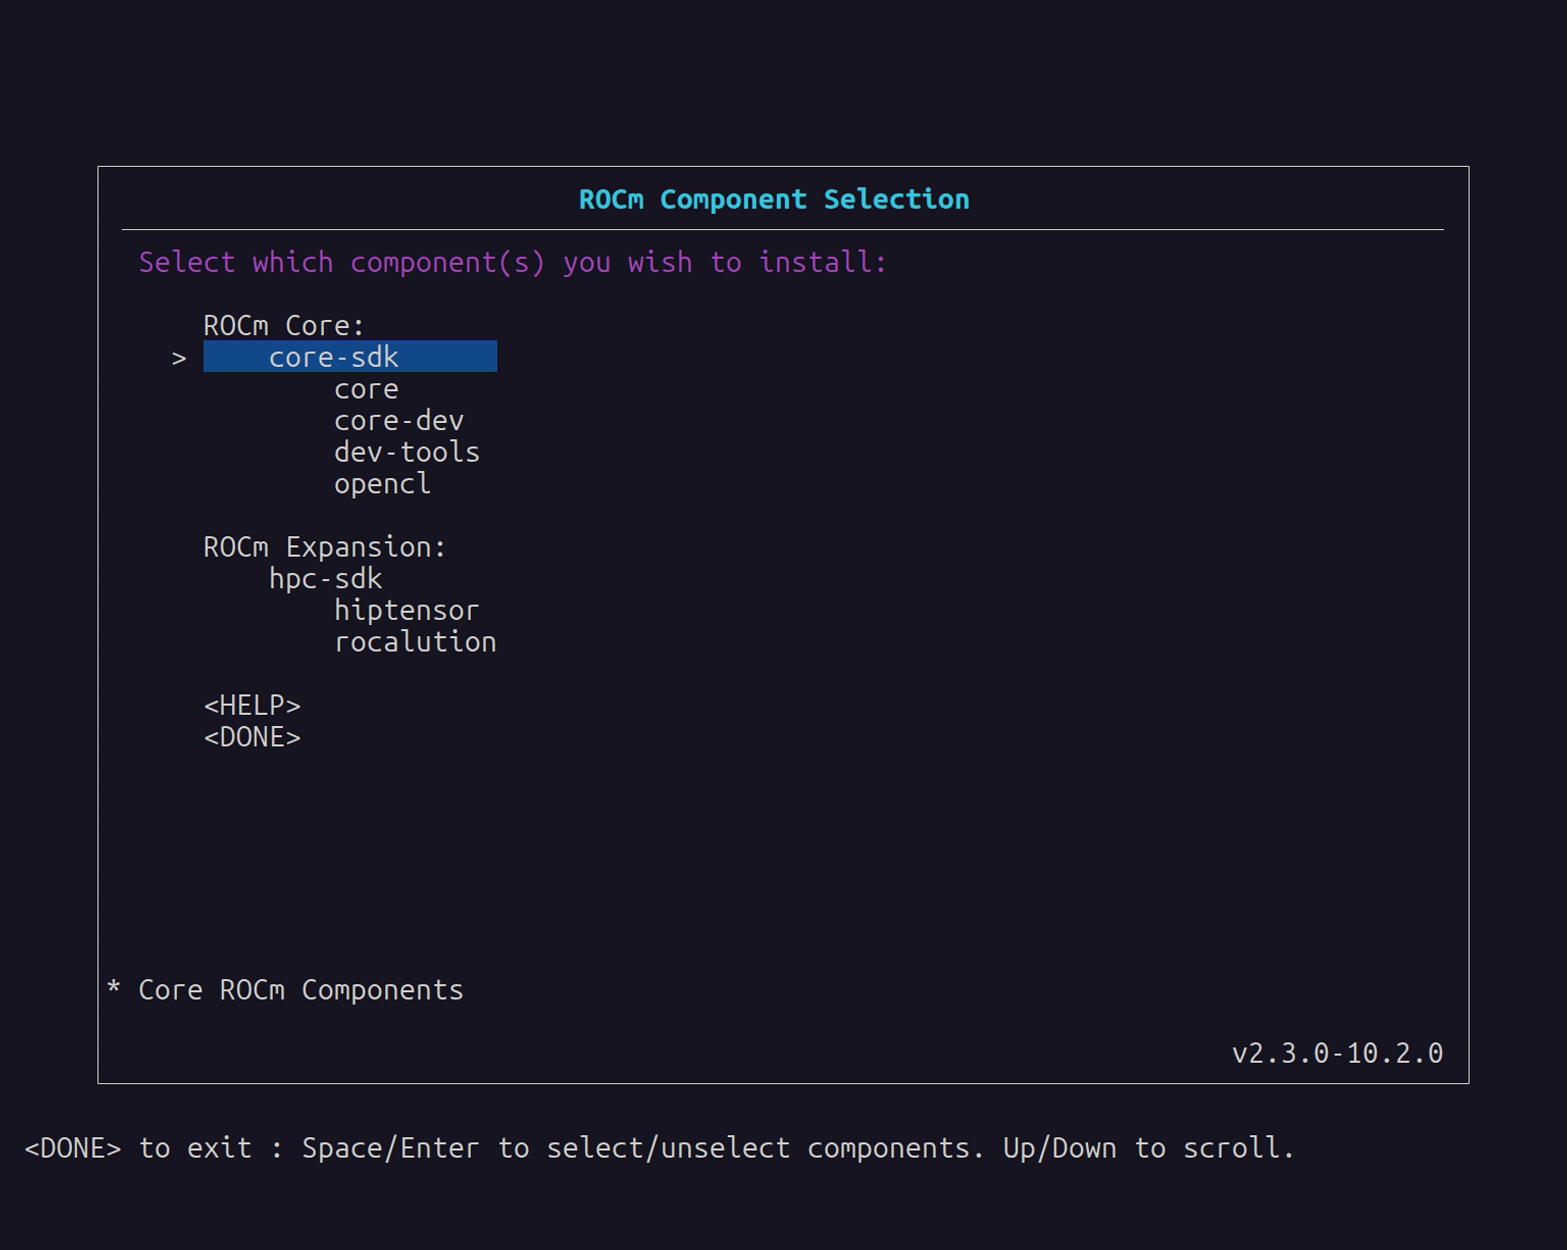 ROCm Component Selection
Select which component(s) you wish to install:
ROCm Core:
> core-sdk
core
core-dev
dev-tools
opencl
ROCm Expansion:
hpc-sdk
hiptensor
rocalution
<HELP>
<DONE>
* Core ROCm Components
v2.3.0-10.2.0
<DONE> to exit : Space/Enter to select/unselect components. Up/Down to scroll.